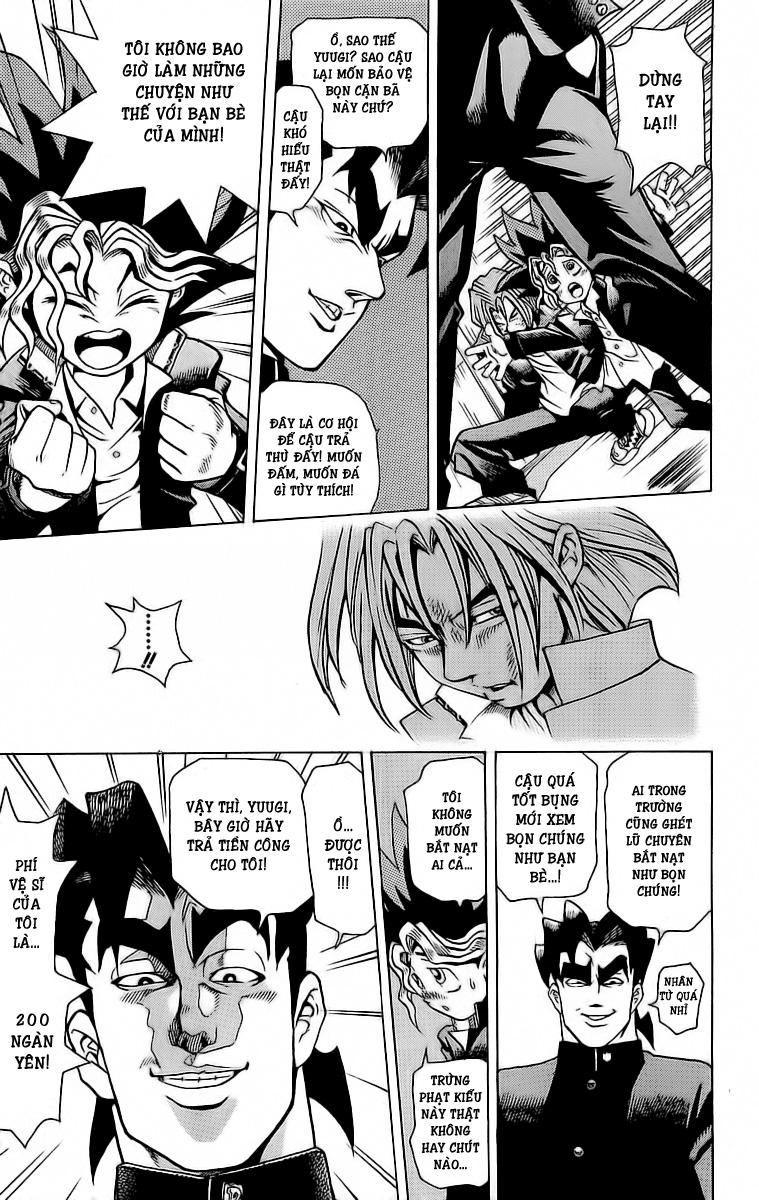 DỪNG
TAY
LẠI!!
Ồ, SAO THẾ
YUUGI? SAO CẬU
LẠI MỐN BẢO VỆ
BỌN CẶN BÃ
NÀY CHỨ?
CẬU
KHÓ
HIỂU
THẬT
ĐẤY!
ĐÂY LÀ CƠ HỘI
ĐỂ CẬU TRẢ
THÙ ĐẤY! MUỐN
ĐẤM, MUỐN ĐÁ
GÌ TÙY THÍCH!
TÔI KHÔNG BAO
GIỜ LÀM NHỮNG
CHUYỆN NHƯ
THẾ VỚI BẠN BÈ
CỦA MÌNH!
......!!
AI TRONG
TRƯỜNG
CŨNG GHÉT
LŨ CHUYÊN
BẮT NẠT
NHƯ BỌN
CHÚNG!
CẬU QUÁ
TỐT BỤNG
MỚI XEM
BỌN CHÚNG
NHƯ BẠN
BÈ...!
NHÂN
TỪ QUÁ
NHỈ
TÔI
KHÔNG
MUỐN
BẮT NẠT
AI CẢ...
TRỪNG
PHẠT KIỂU
NÀY THẬT
KHÔNG
HAY CHÚT
NÀO...
Ồ...
ĐƯỢC
THÔI
!!!
VẬY THÌ, YUUGI,
BÂY GIỜ HÃY
TRẢ TIỀN CÔNG
CHO TÔI!
PHÍ
VỆ SĨ
CỦA
TÔI
LÀ...
200
NGÀN
YÊN!